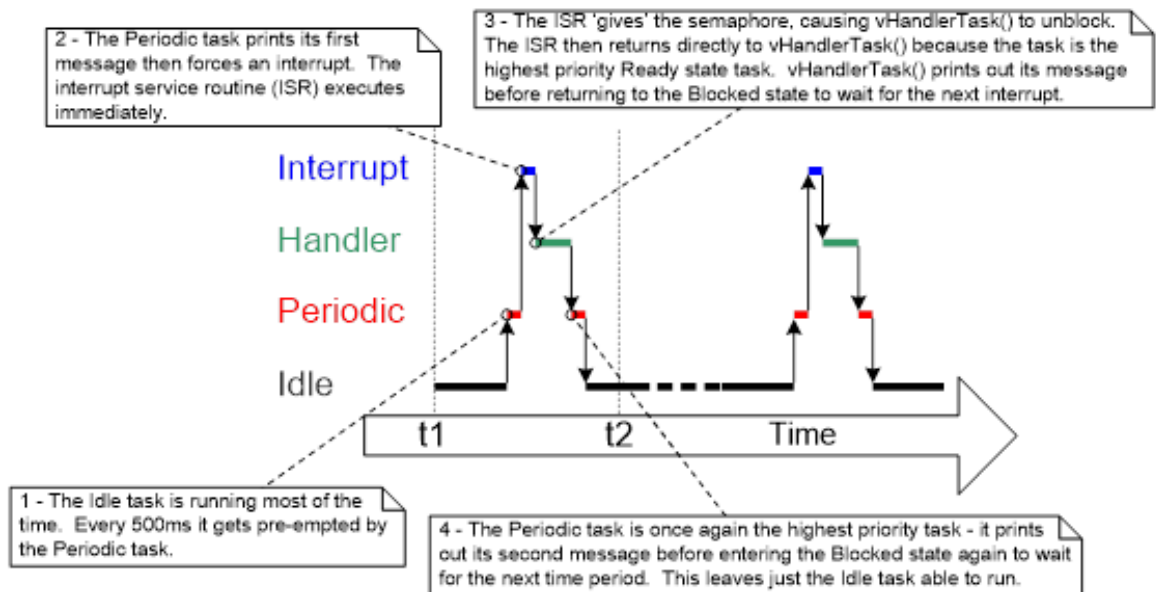 2 - The Periodic task prints its first
message then forces an interrupt. The
interrupt service routine (ISR) executes
immediately.
3 - The ISR 'gives' the semaphore, causing vHandlerTask() to unblock.
The ISR then returns directly to vHandlerTask() because the task is the
highest priority Ready state task. vHandlerTask() prints out its message
before returning to the Blocked state to wait for the next interrupt.
Interrupt
Handler
Periodic
Idle
t1
t2
Time
1 - The Idle task is running most of the
time. Every 500ms it gets pre-empted by
the Periodic task.
4 - The Periodic task is once again the highest priority task - it prints
out its second message before entering the Blocked state again to wait
for the next time period. This leaves just the Idle task able to run.